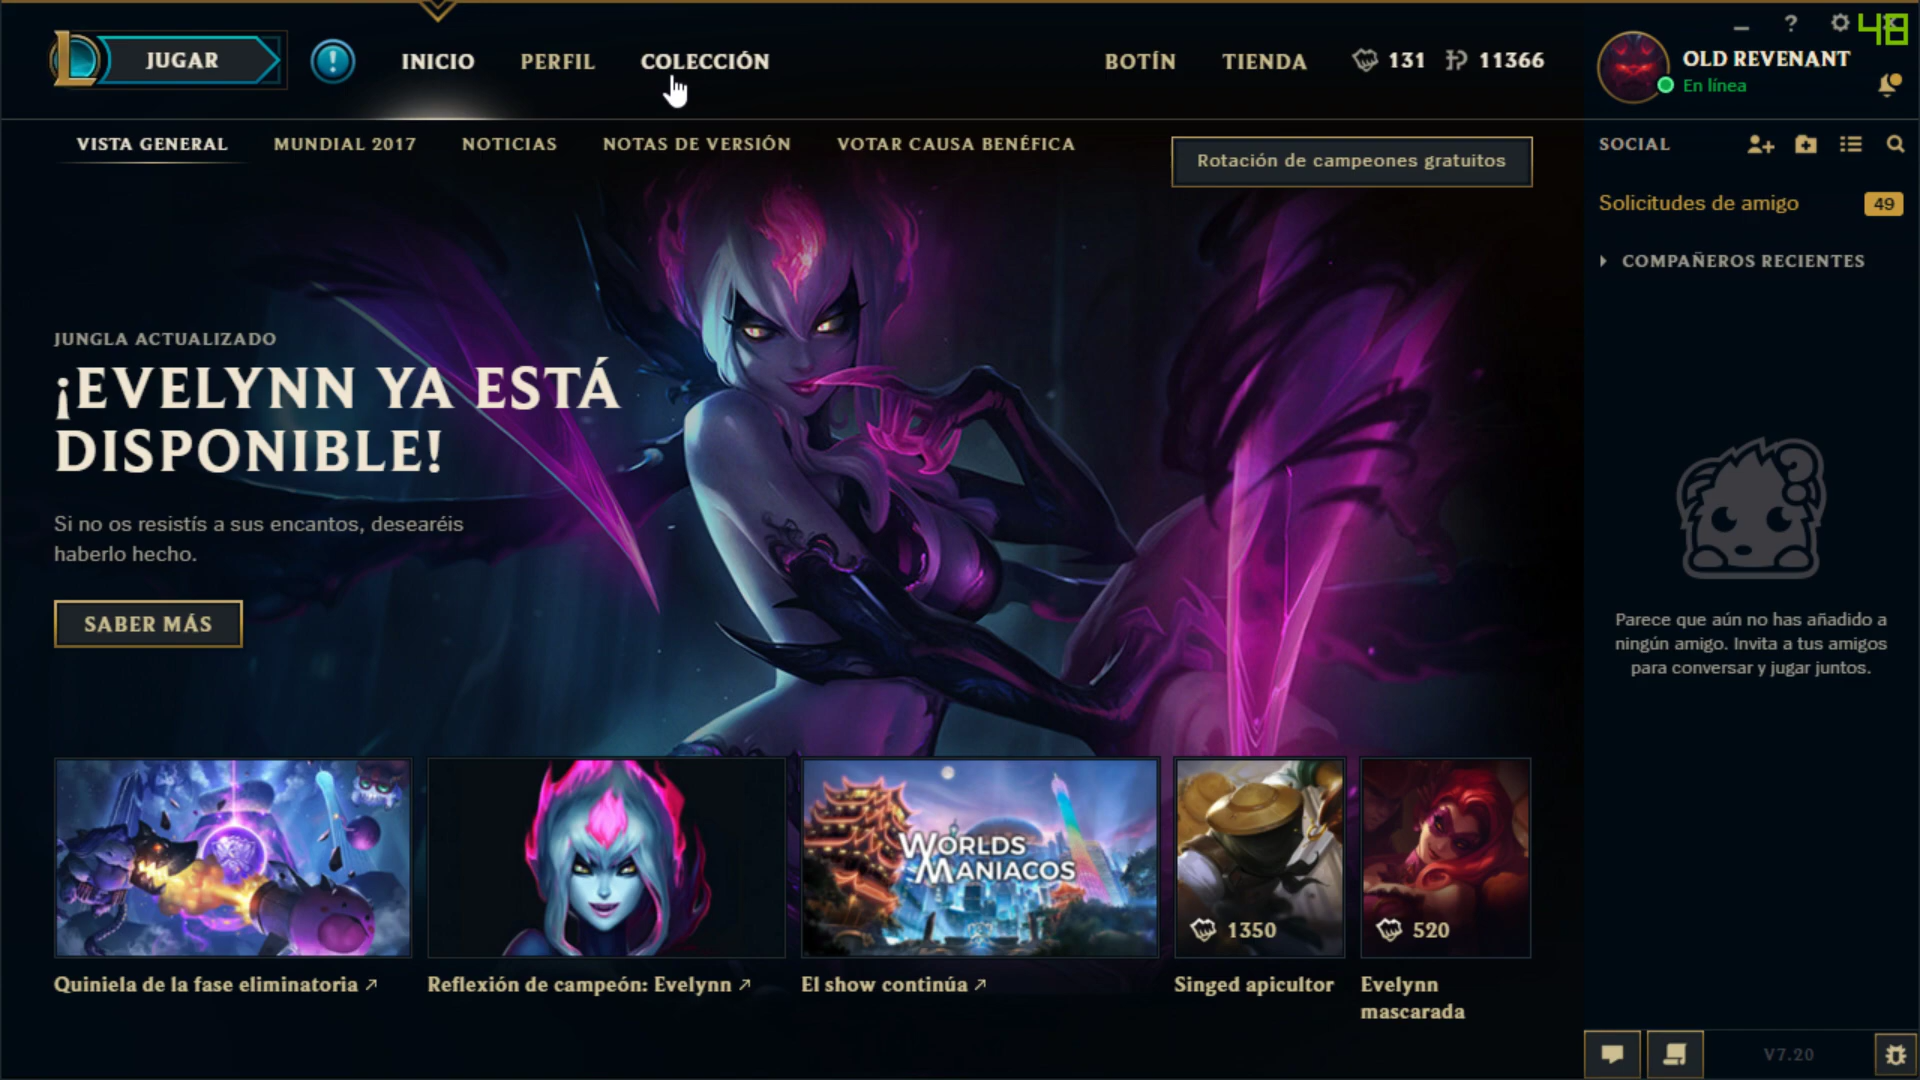 JUGAR
INICIO
PERFIL
COLECCIÓN
BOTÍN
TIENDA
131
11366
?
48
OLD REVENANT
En línea
VISTA GENERAL
MUNDIAL 2017
NOTICIAS
NOTAS DE VERSIÓN
VOTAR CAUSA BENÉFICA
Rotación de campeones gratuitos
SOCIAL
Solicitudes de amigo
49
COMPAÑEROS RECIENTES
JUNGLA ACTUALIZADO
¡EVELYNN YA ESTÁ
DISPONIBLE!
Si no os resistís a sus encantos, desearéis
haberlo hecho.
SABER MÁS
Parece que aún no has añadido a
ningún amigo. Invita a tus amigos
para conversar y jugar juntos.
WORLDS
MANIACOS
1350
520
Quiniela de la fase eliminatoria ↗
Reflexión de campeón: Evelynn ↗
El show continúa ↗
Singed apicultor
Evelynn
mascarada
V7.20